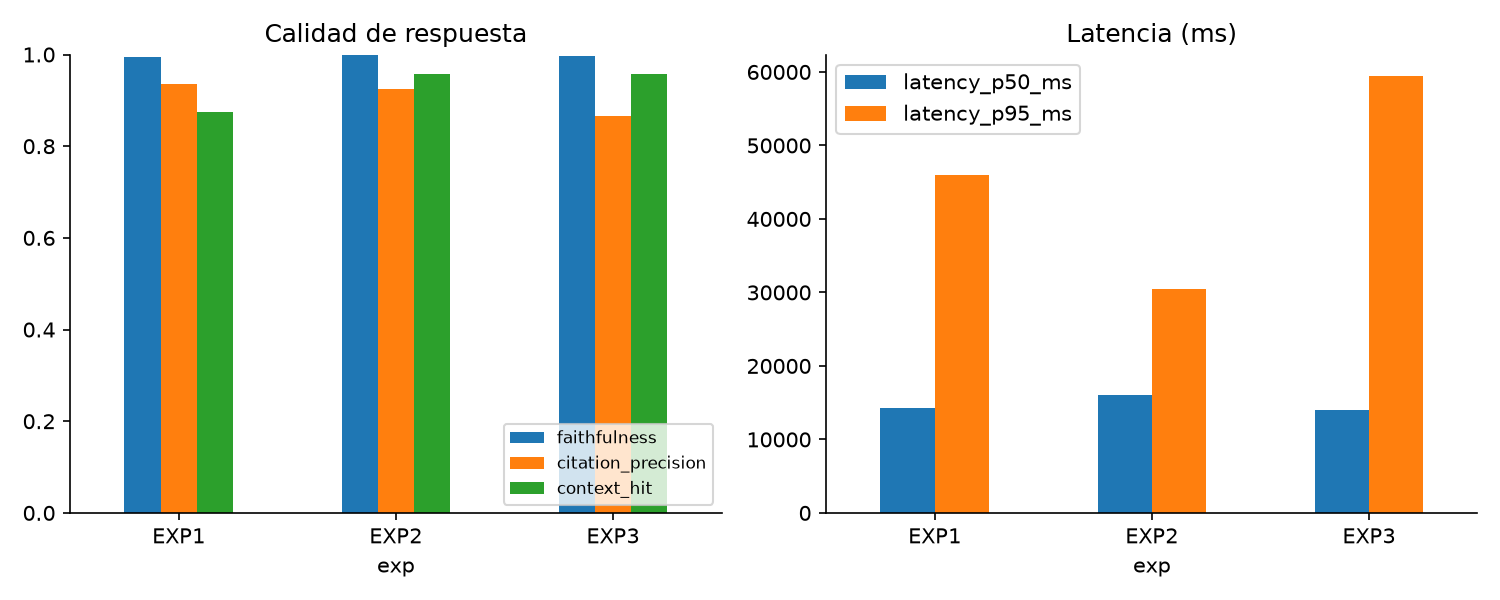 Calidad de respuesta
1.0
0.8
0.6
0.4
0.2
0.0
faithfulness
citation_precision
context_hit
EXP1 EXP2 EXP3
exp
Latencia (ms)
60000
50000
40000
30000
20000
10000
0
latency_p50_ms
latency_p95_ms
EXP1 EXP2 EXP3
exp